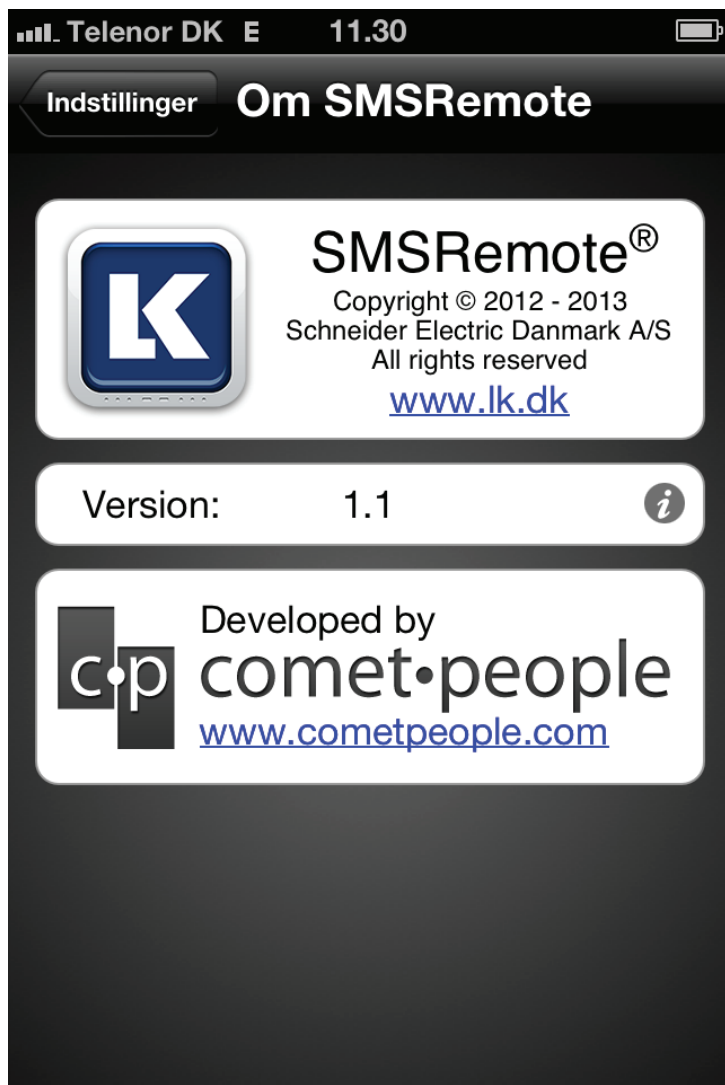 Telenor DK E 11.30
Indstillinger Om SMSRemote
LK
SMSRemote®
Copyright © 2012 - 2013
Schneider Electric Danmark A/S
All rights reserved
www.lk.dk
Version: 1.1 i
Developed by
c·p comet·people
www.cometpeople.com